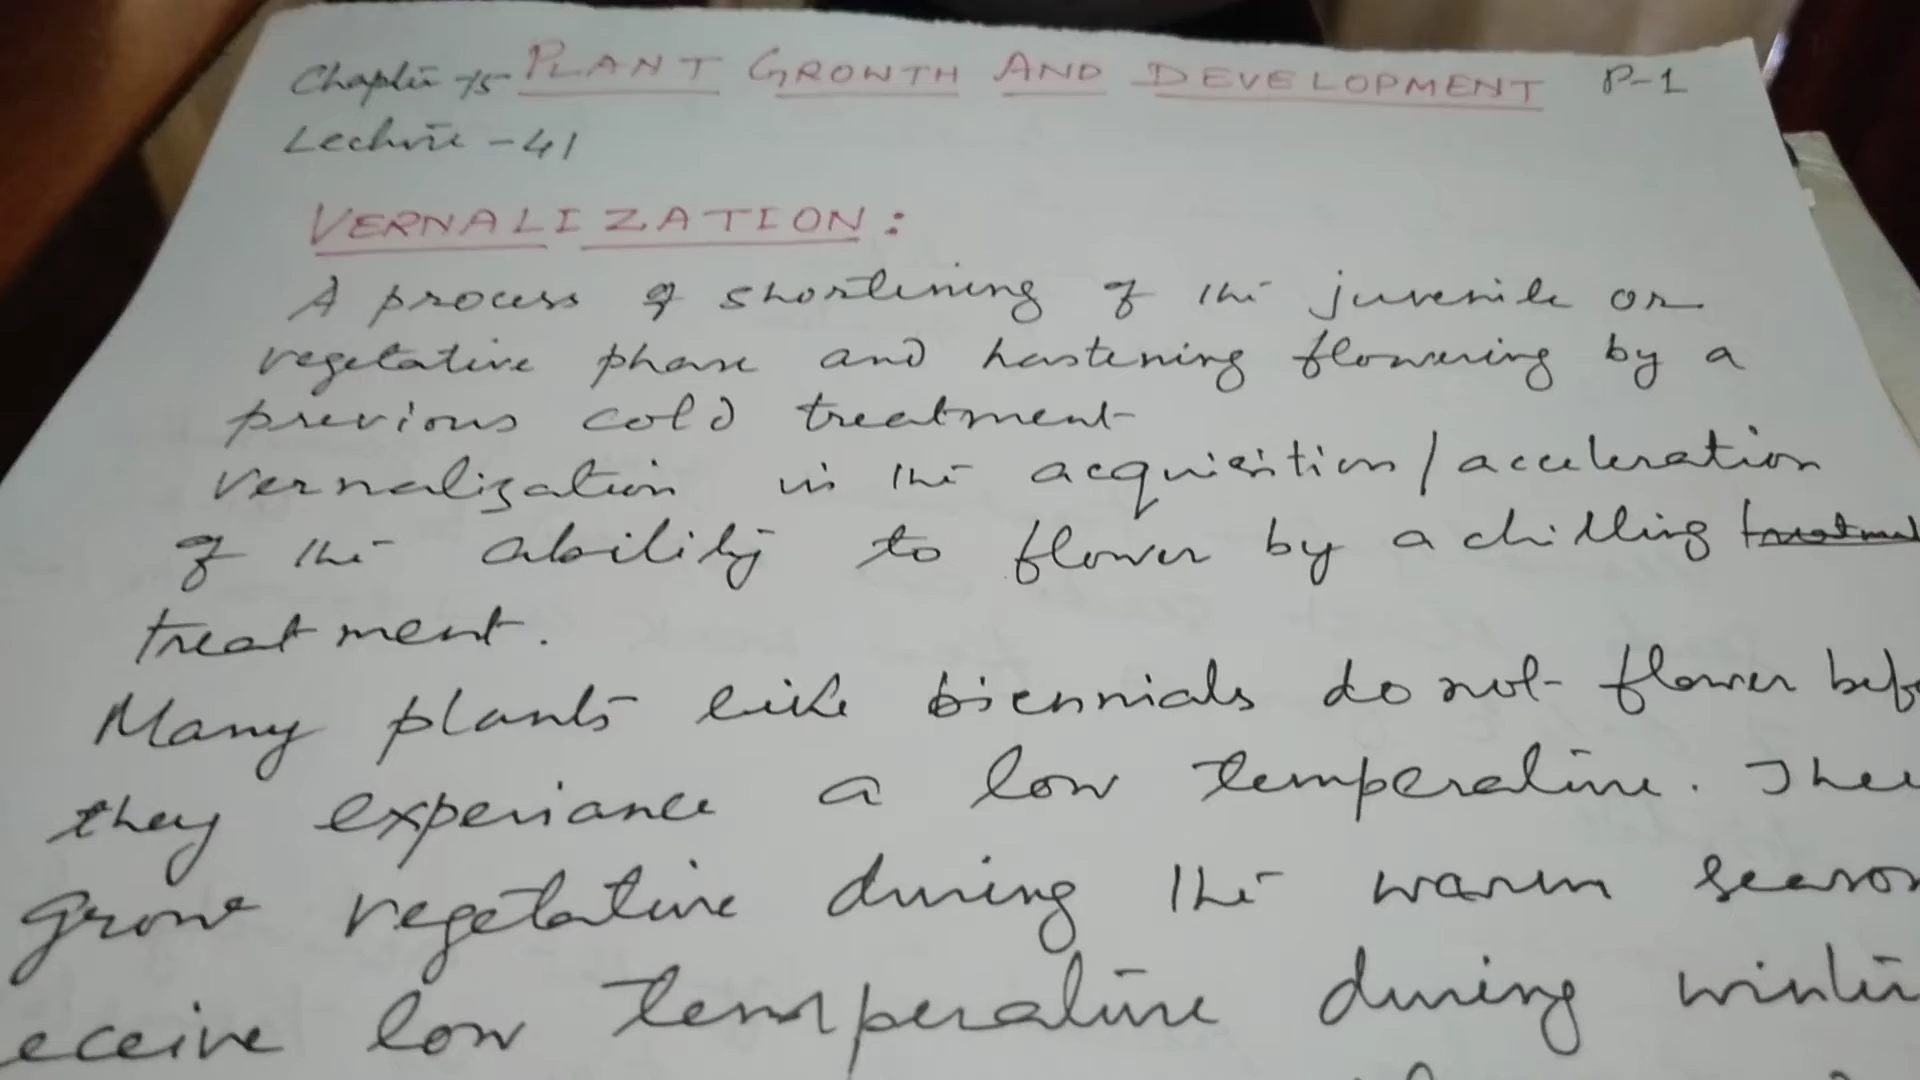 Chapter 15 PLANT GROWTH AND DEVELOPMENT P-1
Lecture - 41
VERNALIZATION:
A process of shortening of the juvenile or
vegetative phase and hastening flowering by a
previous cold treatment
vernalization is the acquisition/acceleration
of the ability to flower by a chilling treatment
treatment.
Many plants like biennials do not flower befo
they experiance a low temperature. The
grow vegetative during the warm season
eceive low temperature during winter